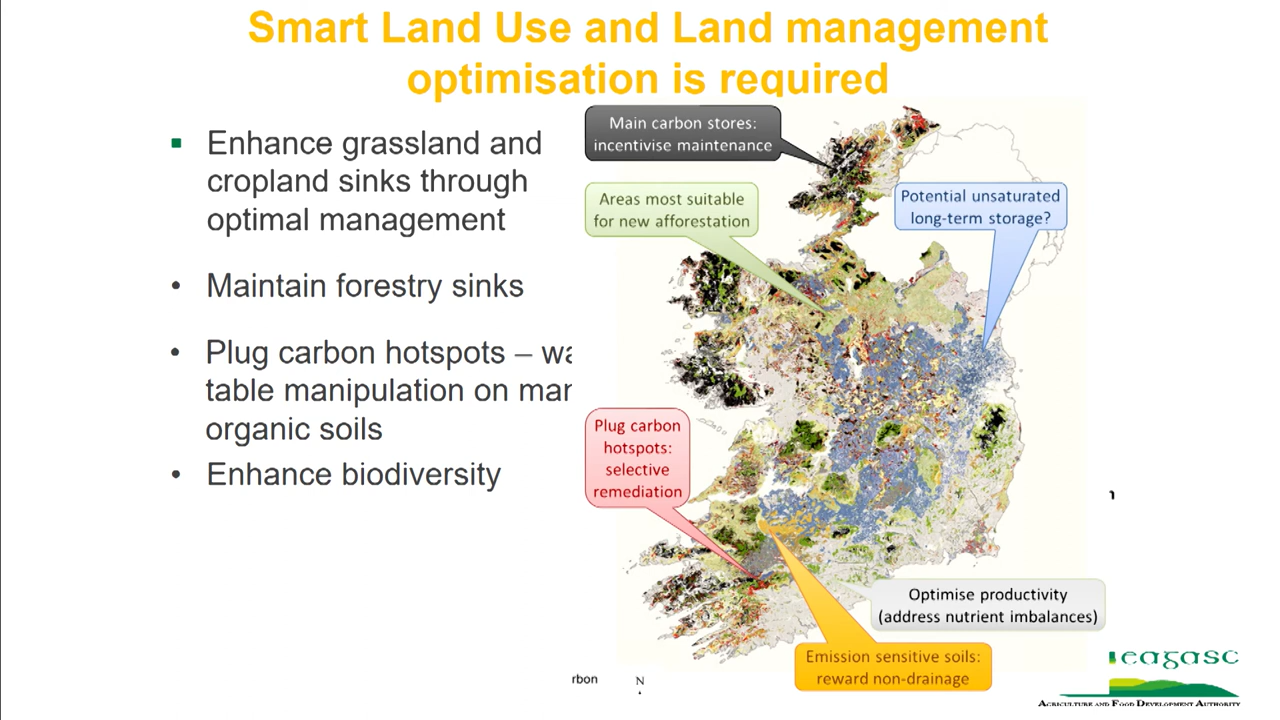 Smart Land Use and Land management
optimisation is required
Enhance grassland and
cropland sinks through
optimal management
Maintain forestry sinks
Plug carbon hotspots –
table manipulation on
organic soils
Enhance biodiversity
Main carbon stores:
incentivise maintenance
Areas most suitable
for new afforestation
Potential unsaturated
long-term storage?
Plug carbon
hotspots:
selective
remediation
Optimise productivity
(address nutrient imbalances)
Emission sensitive soils:
reward non-drainage
rbon
N
eagasc
AGRICULTURE AND FOOD DEVELOPMENT AUTHORITY